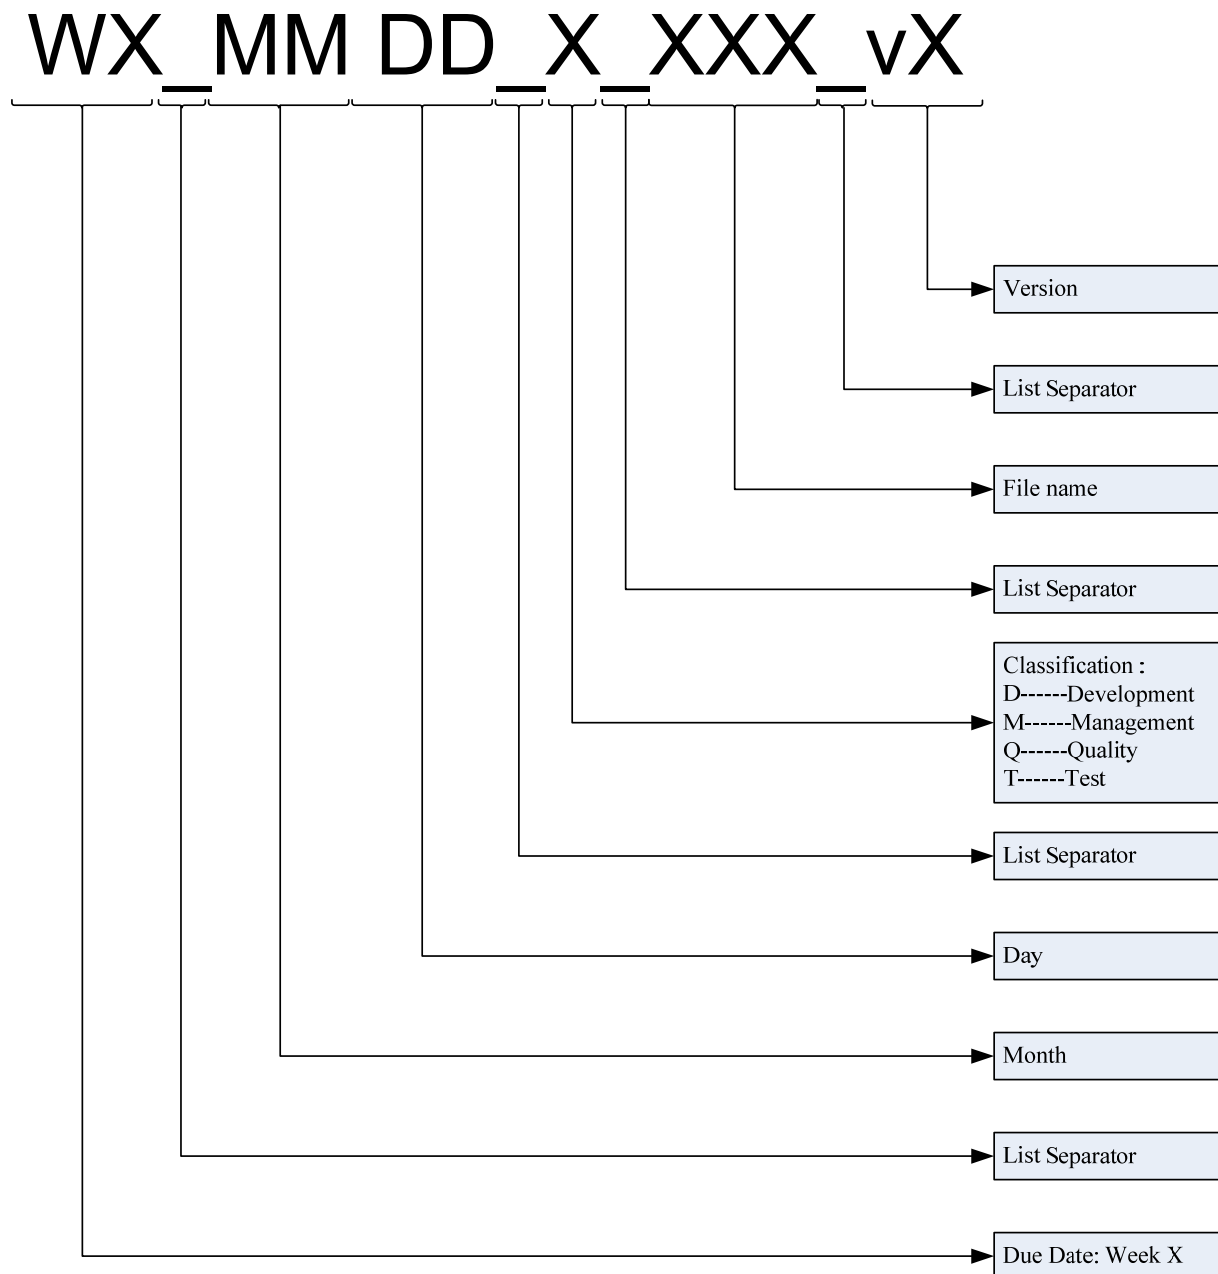 WX_MMDD_X_XXX_vX
Version
List Separator
File name
List Separator
Classification :
D------Development
M------Management
Q------Quality
T------Test
List Separator
Day
Month
List Separator
Due Date: Week X